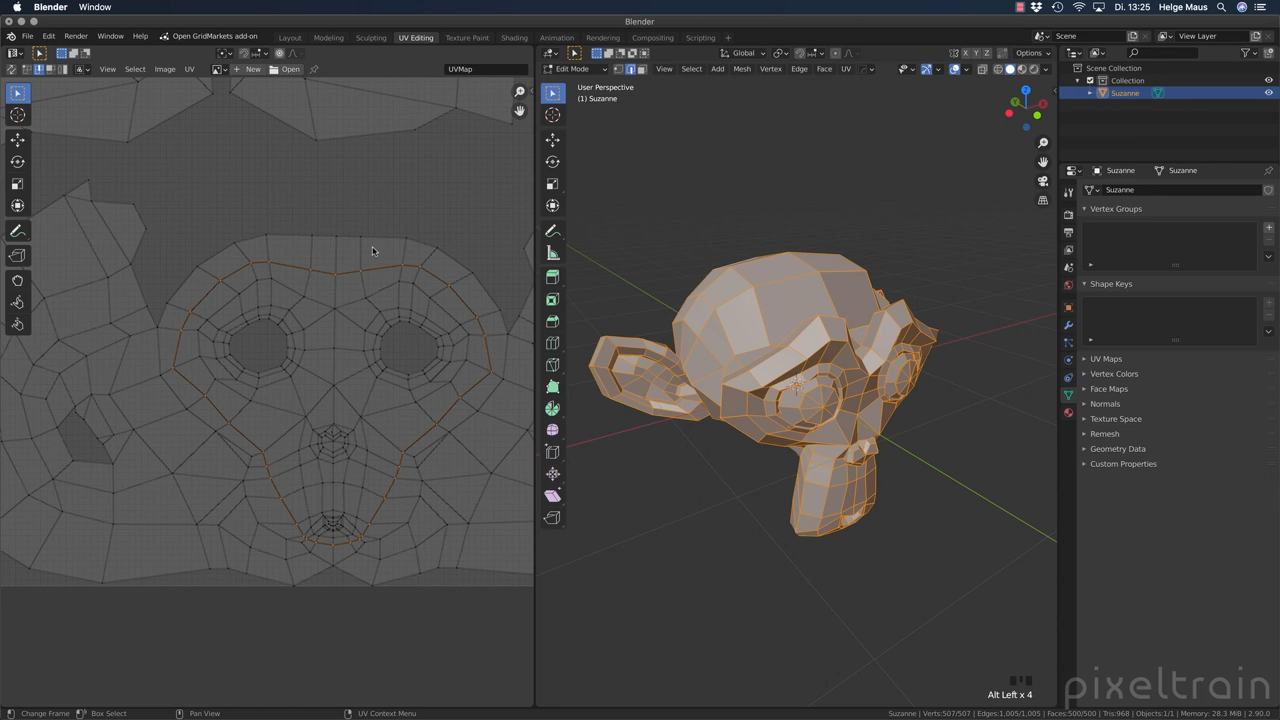 Blender Window Di. 13:25 Helge Maus
Blender
File Edit Render Window Help Open GridMarkets add-on Layout Modeling Sculpting UV Editing Texture Paint Shading Animation Rendering Compositing Scripting + Scene View Layer
Global X Y Z Options
View Select Image UV New Open UVMap Edit Mode View Select Add Mesh Vertex Edge Face UV
Scene Collection
Collection
Suzanne
User Perspective
(1) Suzanne
Z
Y
X
Suzanne Suzanne
Suzanne
Vertex Groups
Shape Keys
UV Maps
Vertex Colors
Face Maps
Normals
Texture Space
Remesh
Geometry Data
Custom Properties
Alt Left x 4
pixeltrain
Change Frame Box Select Pan View UV Context Menu Suzanne | Verts:507/507 | Edges:1,005/1,005 | Faces:500/500 | Tris:968 | Objects:1/1 | Memory: 28.3 MiB | 2.90.0